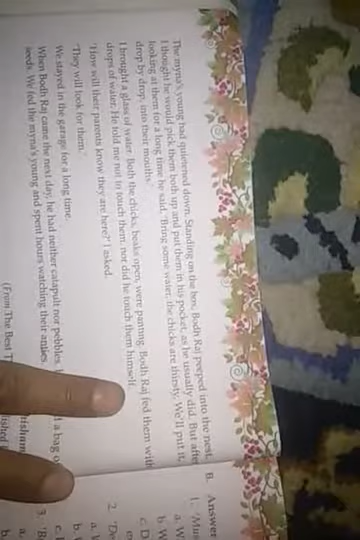 The myna's young had quietened down. Standing on the box, Bodh Raj peeped into the nest.
I thought he would pick them both up and put them in his pocket, as he usually did. But after
looking at them for a long time he said, 'Bring some water, the chicks are thirsty. We'll put it,
drop by drop, into their mouths.'
I brought a glass of water. Both the chicks, beaks open, were panting. Bodh Raj fed them with
drops of water. He told me not to touch them, nor did he touch them himself.
'How will their parents know they are here?' I asked.
'They will look for them.'
We stayed in the garage for a long time.
When Bodh Raj came the next day, he had neither catapult nor pebbles. a bag of
seeds. We fed the myna's young and spent hours watching their antics.
(From The Best
B. Answer
1.
a. W
b. W
c. D
2.
a.
b.
c.
3.
a.
b.